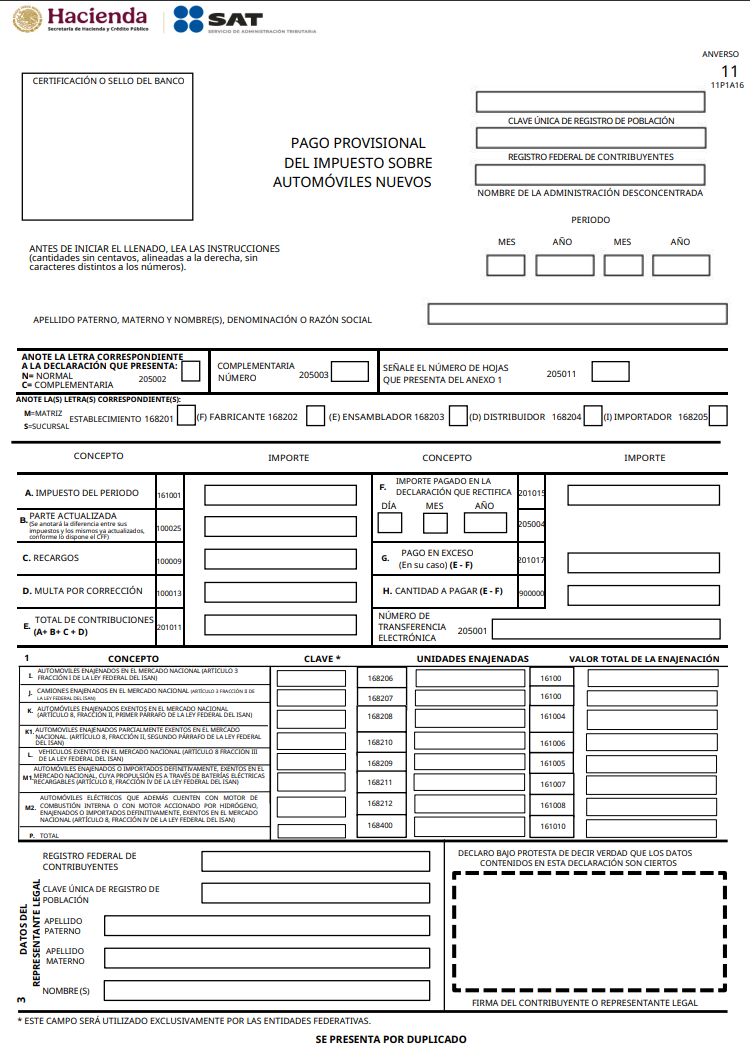 Hacienda
Secretaría de Hacienda y Crédito Público
SAT
SERVICIO DE ADMINISTRACIÓN TRIBUTARIA
ANVERSO
11
11P1A16
CERTIFICACIÓN O SELLO DEL BANCO
PAGO PROVISIONAL
DEL IMPUESTO SOBRE
AUTOMÓVILES NUEVOS
CLAVE ÚNICA DE REGISTRO DE POBLACIÓN
REGISTRO FEDERAL DE CONTRIBUYENTES
NOMBRE DE LA ADMINISTRACIÓN DESCONCENTRADA
PERIODO
MES AÑO MES AÑO
ANTES DE INICIAR EL LLENADO, LEA LAS INSTRUCCIONES
(cantidades sin centavos, alineadas a la derecha, sin
caracteres distintos a los números).
APELLIDO PATERNO, MATERNO Y NOMBRE(S), DENOMINACIÓN O RAZÓN SOCIAL
ANOTE LA LETRA CORRESPONDIENTE
A LA DECLARACIÓN QUE PRESENTA:
N= NORMAL
C= COMPLEMENTARIA
205002
COMPLEMENTARIA
NÚMERO
205003
SEÑALE EL NÚMERO DE HOJAS
QUE PRESENTA DEL ANEXO 1
205011
ANOTE LA(S) LETRA(S) CORRESPONDIENTE(S):
M=MATRIZ
S=SUCURSAL
ESTABLECIMIENTO 168201 (F) FABRICANTE 168202 (E) ENSAMBLADOR 168203 (D) DISTRIBUIDOR 168204 (I) IMPORTADOR 168205
CONCEPTO IMPORTE CONCEPTO IMPORTE
A. IMPUESTO DEL PERIODO 161001
B. PARTE ACTUALIZADA
(Se anotará la diferencia entre sus
impuestos y los mismos ya actualizados,
conforme lo dispone el CFF)
100025
C. RECARGOS 100009
D. MULTA POR CORRECCIÓN 100013
E. TOTAL DE CONTRIBUCIONES
(A+ B+ C + D)
201011
F. IMPORTE PAGADO EN LA
DECLARACIÓN QUE RECTIFICA
201015
DÍA MES AÑO
205004
G. PAGO EN EXCESO
(En su caso) (E - F)
201017
H. CANTIDAD A PAGAR (E - F) 900000
NÚMERO DE
TRANSFERENCIA
ELECTRÓNICA
205001
1 CONCEPTO CLAVE * UNIDADES ENAJENADAS VALOR TOTAL DE LA ENAJENACIÓN
I. AUTOMÓVILES ENAJENADOS EN EL MERCADO NACIONAL (ARTÍCULO 3
FRACCIÓN I DE LA LEY FEDERAL DEL ISAN)
168206 16100
J. CAMIONES ENAJENADOS EN EL MERCADO NACIONAL (ARTÍCULO 3 FRACCIÓN II DE
LA LEY FEDERAL DEL ISAN)
168207 16100
K. AUTOMÓVILES ENAJENADOS EXENTOS EN EL MERCADO NACIONAL
(ARTÍCULO 8, FRACCIÓN II, PRIMER PÁRRAFO DE LA LEY FEDERAL DEL ISAN)
168208 161004
K1. AUTOMÓVILES ENAJENADOS PARCIALMENTE EXENTOS EN EL MERCADO
NACIONAL. (ARTÍCULO 8, FRACCIÓN II, SEGUNDO PÁRRAFO DE LA LEY FEDERAL
DEL ISAN)
168210 161006
L. VEHÍCULOS EXENTOS EN EL MERCADO NACIONAL (ARTÍCULO 8 FRACCIÓN III
DE LA LEY FEDERAL DEL ISAN)
168209 161005
M1. AUTOMÓVILES ENAJENADOS O IMPORTADOS DEFINITIVAMENTE, EXENTOS EN EL
MERCADO NACIONAL, CUYA PROPULSIÓN ES A TRAVÉS DE BATERÍAS ELÉCTRICAS
RECARGABLES (ARTÍCULO 8, FRACCIÓN IV DE LA LEY FEDERAL DEL ISAN)
168211 161007
M2. AUTOMÓVILES ELÉCTRICOS QUE ADEMÁS CUENTEN CON MOTOR DE
COMBUSTIÓN INTERNA O CON MOTOR ACCIONADO POR HIDRÓGENO,
ENAJENADOS O IMPORTADOS DEFINITIVAMENTE, EXENTOS EN EL MERCADO
NACIONAL (ARTÍCULO 8, FRACCIÓN IV DE LA LEY FEDERAL DEL ISAN)
168212 161008
P. TOTAL 168400 161010
3 DATOS DEL
REPRESENTANTE LEGAL
REGISTRO FEDERAL DE
CONTRIBUYENTES
CLAVE ÚNICA DE REGISTRO DE
POBLACIÓN
APELLIDO
PATERNO
APELLIDO
MATERNO
NOMBRE(S)
DECLARO BAJO PROTESTA DE DECIR VERDAD QUE LOS DATOS
CONTENIDOS EN ESTA DECLARACIÓN SON CIERTOS
FIRMA DEL CONTRIBUYENTE O REPRESENTANTE LEGAL
* ESTE CAMPO SERÁ UTILIZADO EXCLUSIVAMENTE POR LAS ENTIDADES FEDERATIVAS.
SE PRESENTA POR DUPLICADO